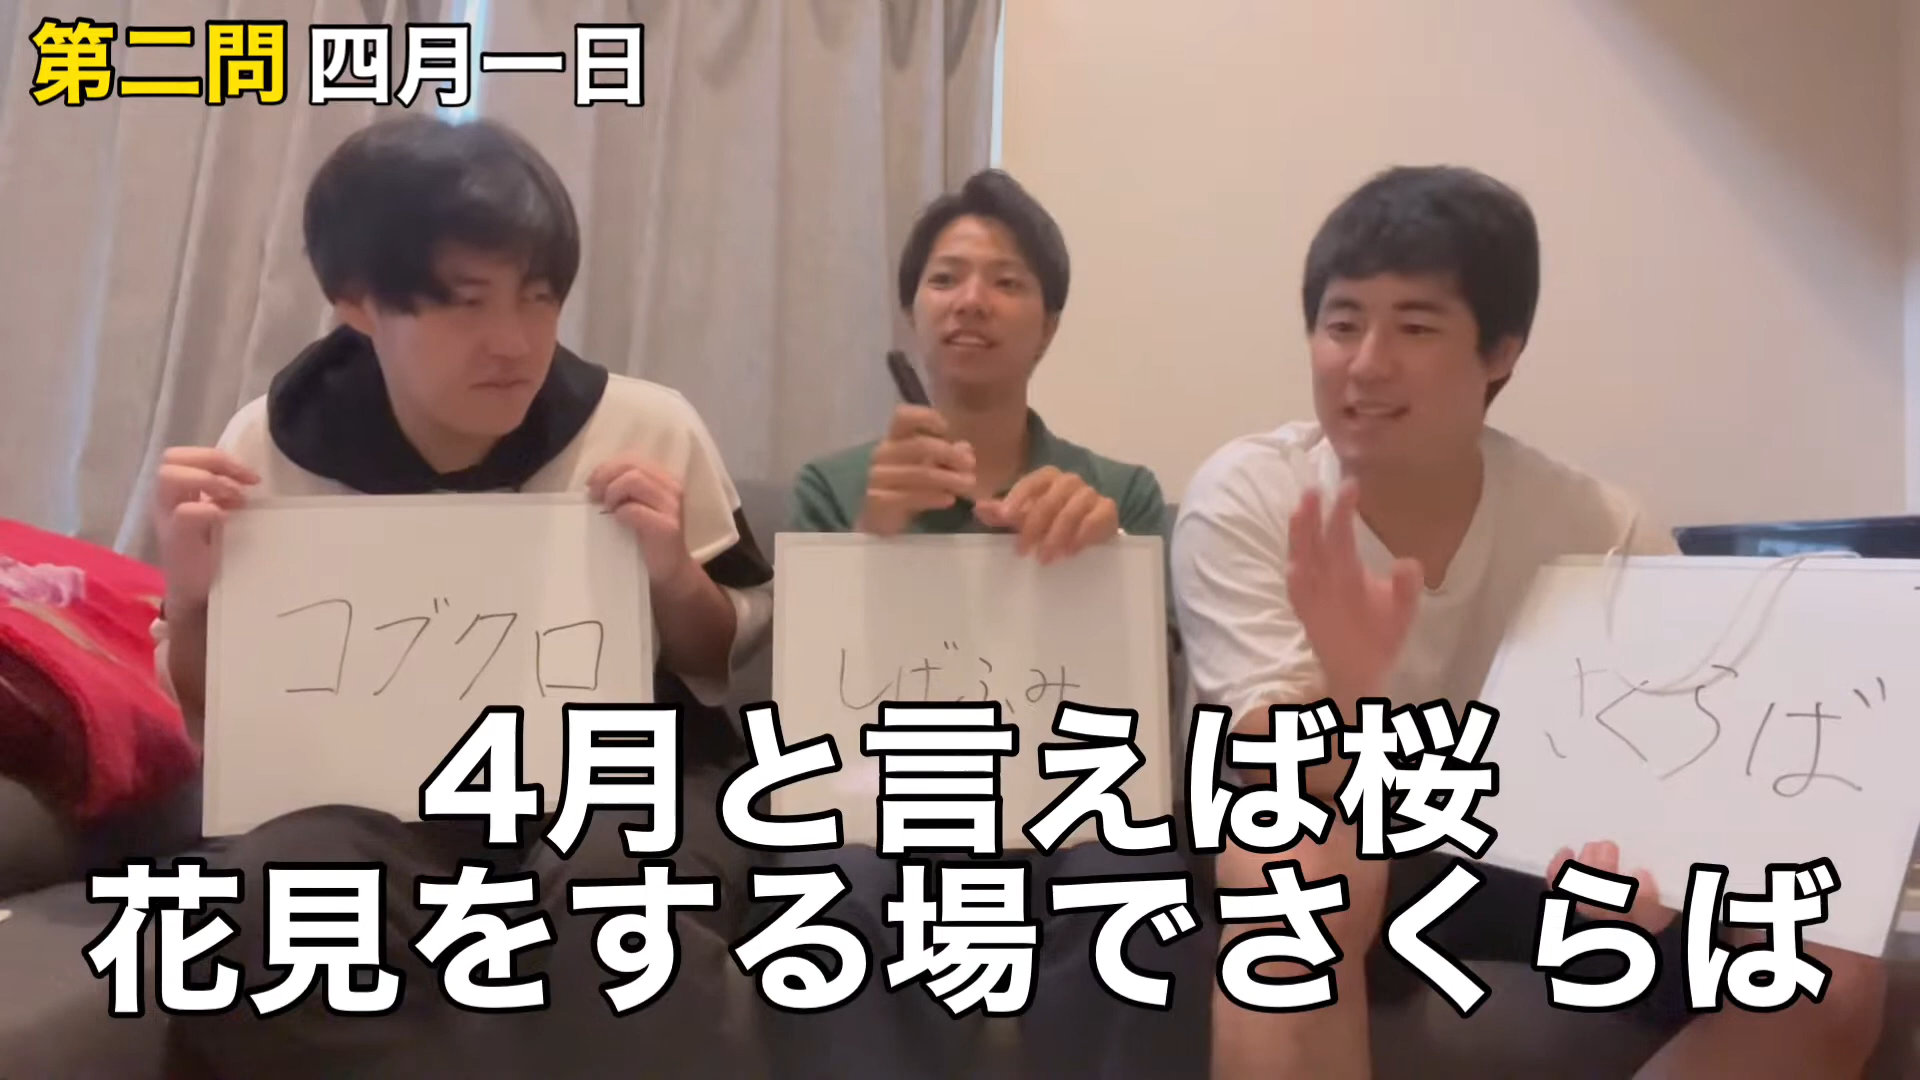 第二問 四月一日
コブクロ
しげふみ
さくらば
4月と言えば桜
花見をする場でさくらば